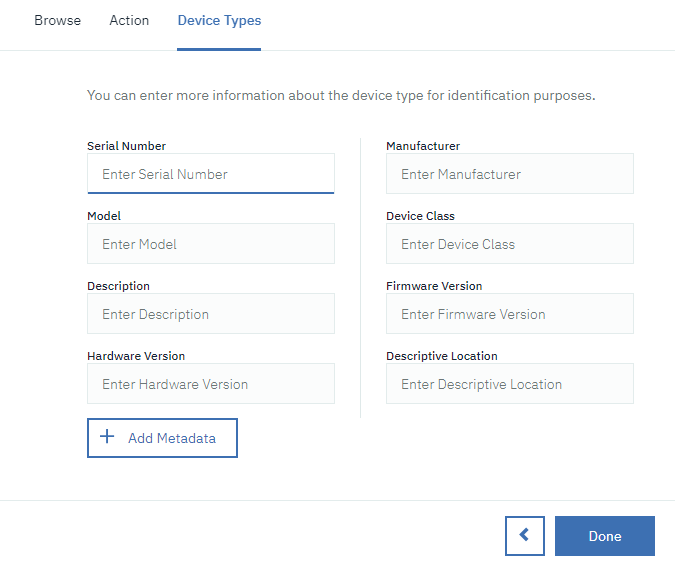 Browse Action Device Types
You can enter more information about the device type for identification purposes.
Serial Number
Enter Serial Number
Model
Enter Model
Description
Enter Description
Hardware Version
Enter Hardware Version
+ Add Metadata
Manufacturer
Enter Manufacturer
Device Class
Enter Device Class
Firmware Version
Enter Firmware Version
Descriptive Location
Enter Descriptive Location
Done